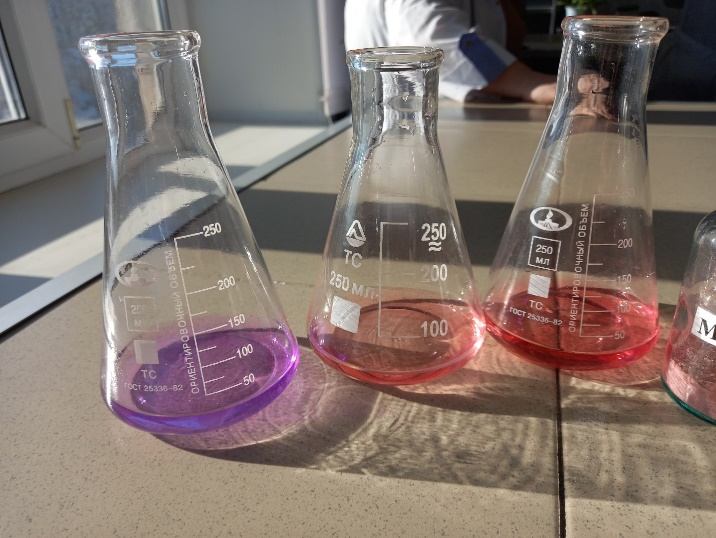 250
200
150
100
50
ОРИЕНТИРОВОЧНЫЙ ОБЪЕМ
ТС
ГОСТ 25336-82
ТС
250 МЛ
250
≈
200
100
250
МЛ
ТС
ГОСТ 25336-82
ОРИЕНТИРОВОЧНЫЙ ОБЪЕМ
200
150
100
50
М